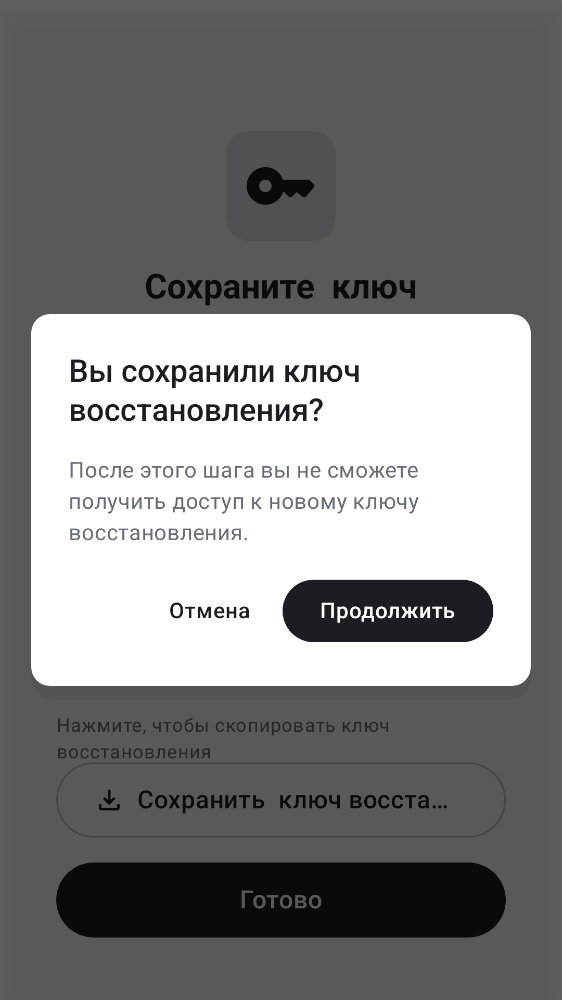 Сохраните ключ
Вы сохранили ключ
восстановления?
После этого шага вы не сможете
получить доступ к новому ключу
восстановления.
Отмена
Продолжить
Нажмите, чтобы скопировать ключ
восстановления
Сохранить ключ восста…
Готово